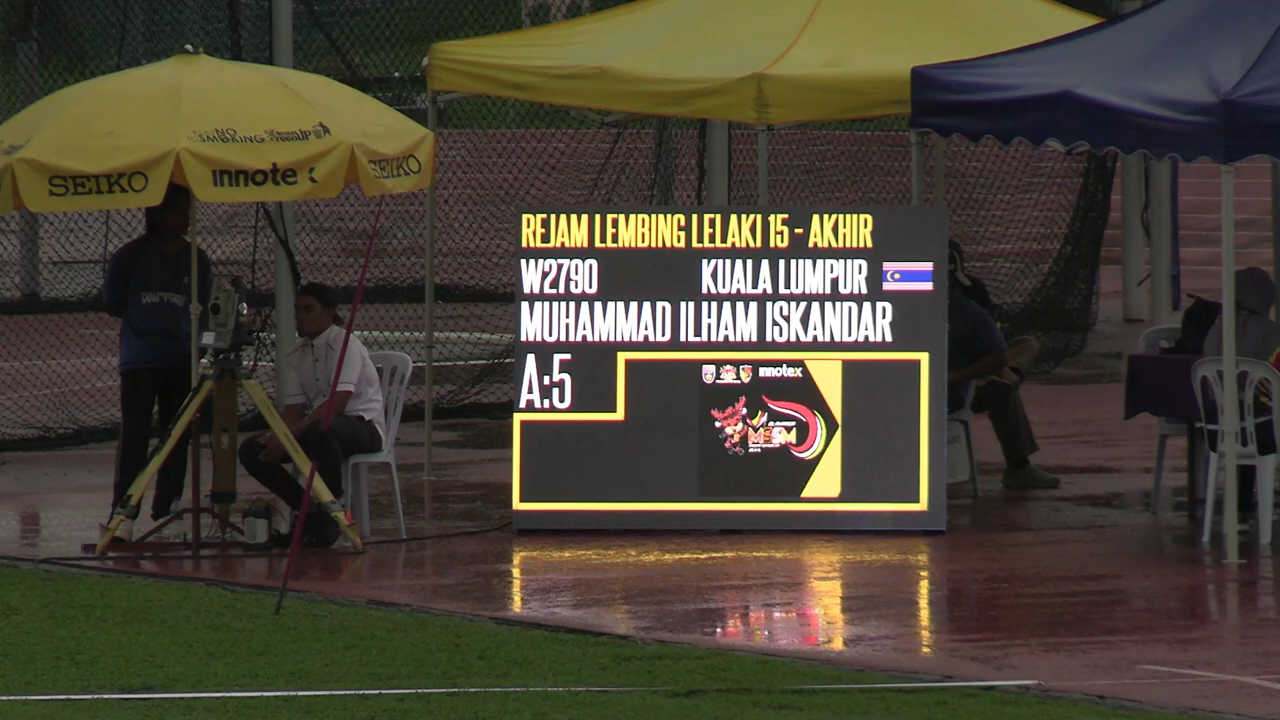 NO
SMOKING
SEIKO
innotex
SEIKO
REJAM LEMBING LELAKI 15 - AKHIR
W2790 KUALA LUMPUR
MUHAMMAD ILHAM ISKANDAR
A:5
innotex
MSSM